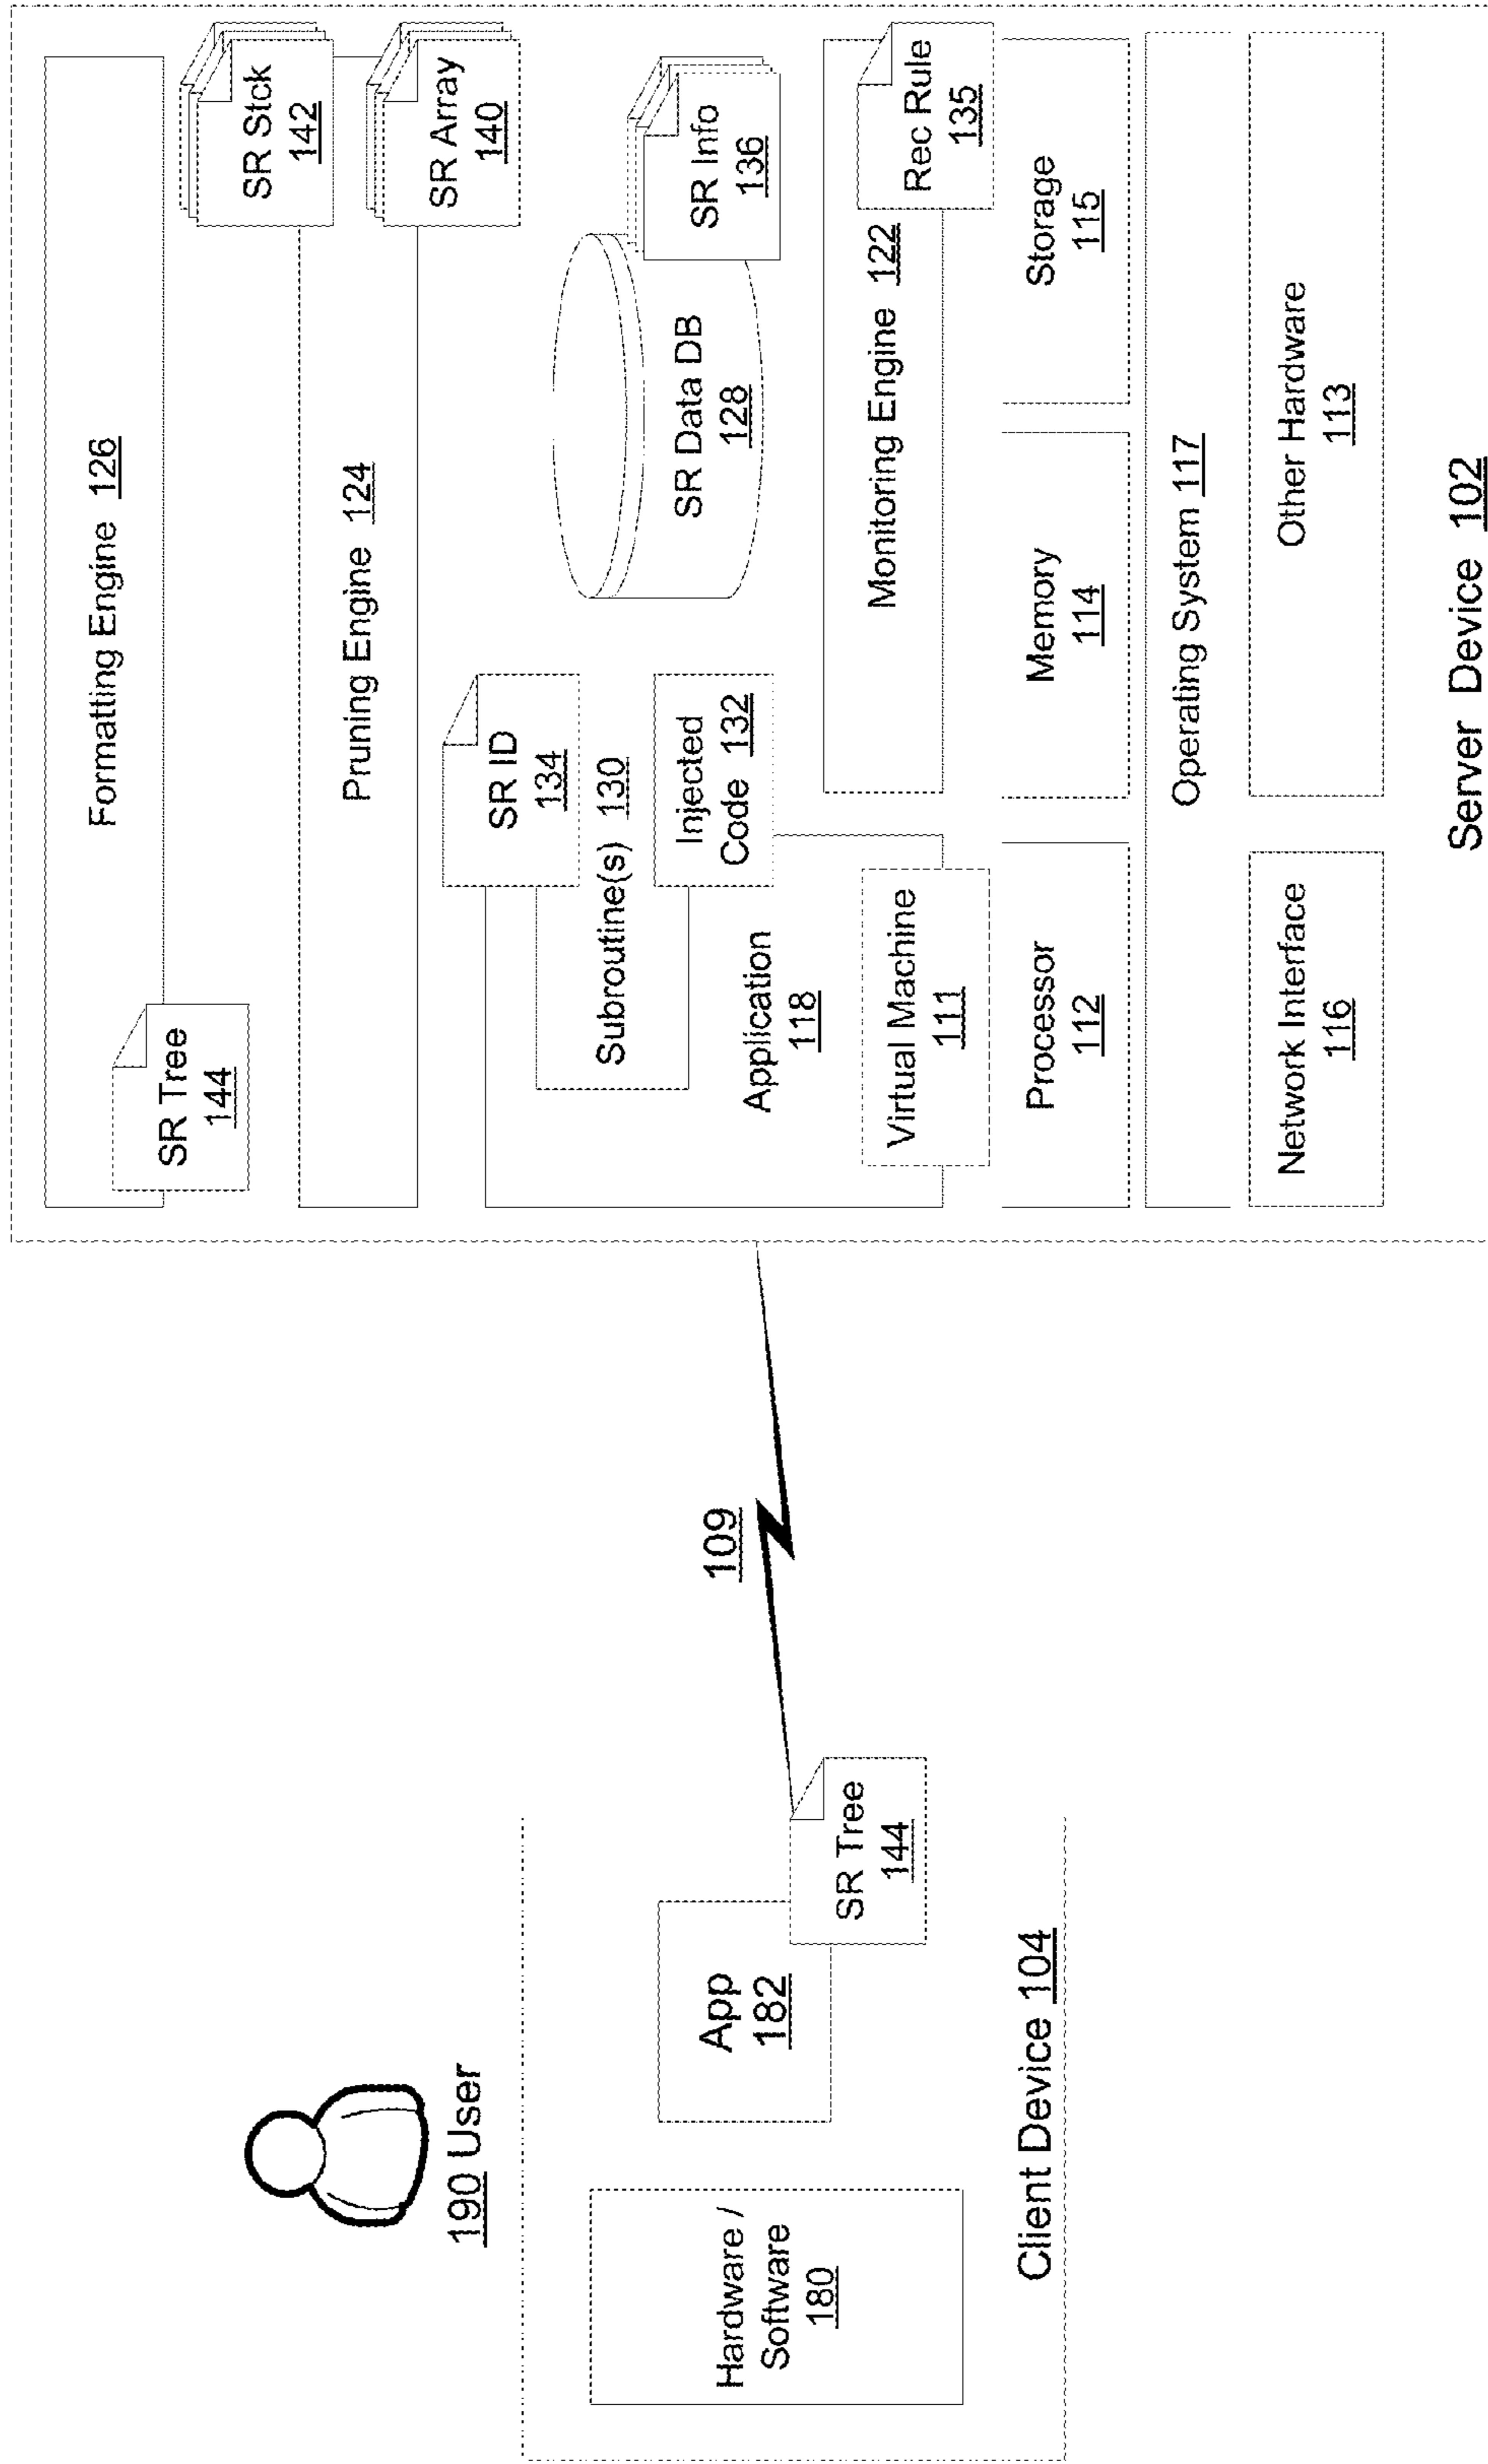 190 User
Hardware /
Software
180
App
182
SR Tree
144
Client Device 104
109
Formatting Engine 126
SR Tree
144
SR Stck
142
Pruning Engine 124
SR Array
140
SR ID
134
Subroutine(s) 130
Injected
Code 132
Application
118
Virtual Machine
111
SR Data DB
128
SR Info
136
Monitoring Engine 122
Rec Rule
135
Processor
112
Memory
114
Storage
115
Operating System 117
Network Interface
116
Other Hardware
113
Server Device 102